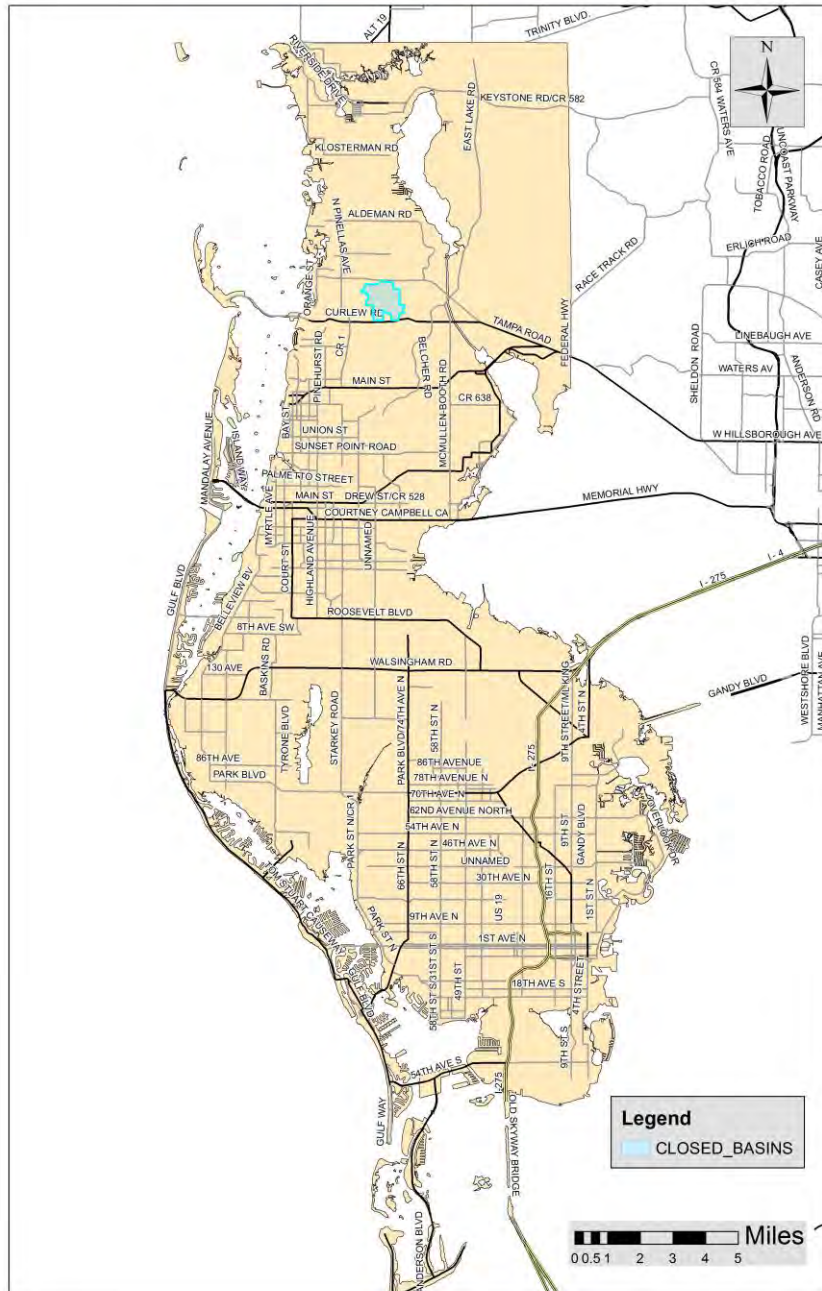 ALT 19
TRINITY BLVD.
N
RIVERSIDE DRIVE
KEYSTONE RD/CR 582
EAST LAKE RD
CR 584 WATERS AVE
TOBACCO ROAD
UNCOAST PARKWAY
KLOSTERMAN RD
ALDEMAN RD
N PINELLAS AVE
ERLICH ROAD
CASEY AVE
RACE TRACK RD
ORANGE ST
CURLEW RD
TAMPA ROAD
FEDERAL HWY
LINEBAUGH AVE
PINEHURST RD
CR 1
BELCHER RD
MCMULLEN-BOOTH RD
SHELDON ROAD
WATERS AV
ANDERSON RD
MAIN ST
CR 638
BAY ST
UNION ST
SUNSET POINT ROAD
W HILLSBOROUGH AVE
MANDALAY AVENUE
ISLAND WAY
PALMETTO STREET
MAIN ST
DREW ST/CR 528
MEMORIAL HWY
MYRTLE AVE
COURTNEY CAMPBELL CA
COURT ST
HIGHLAND AVENUE
UNNAMED
I - 4
I - 275
GULF BLVD
BELLEVIEW BV
ROOSEVELT BLVD
8TH AVE SW
130 AVE
BASKINS RD
WALSINGHAM RD
WESTSHORE BLVD
MANHATTAN AVE
GANDY BLVD
TYRONE BLVD
STARKEY ROAD
PARK BLVD/74TH AVE N
58TH ST N
9TH STREET/MLKING
4TH ST N
86TH AVE
PARK BLVD
86TH AVENUE
78TH AVENUE N
70TH AVE N
62ND AVENUE NORTH
54TH AVE N
I - 275
PARK ST N/CR 1
66TH ST N
58TH ST N
46TH AVE N
UNNAMED
30TH AVE N
9TH ST
GANDY BLVD
16TH ST
1ST ST N
US 19
TOM STUART CAUSEWAY
PARK ST N
9TH AVE N
1ST AVE N
GULF BLVD
58TH ST S/31ST ST S
49TH ST
18TH AVE S
4TH STREET
9TH ST S
54TH AVE S
I-275
GULF WAY
OLD SKYWAY BRIDGE
ANDERSON BLVD
Legend
CLOSED_BASINS
Miles
0 0.5 1 2 3 4 5